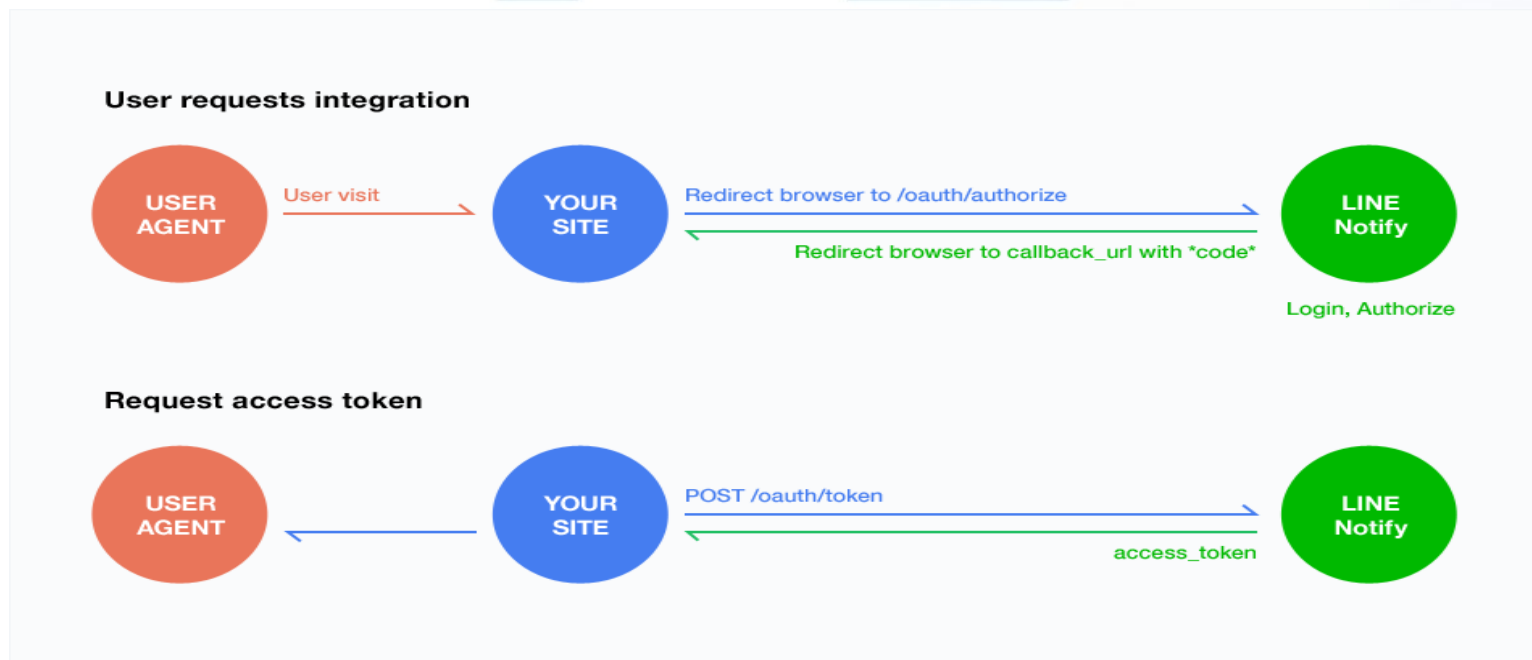 User requests integration
USER
AGENT
User visit
YOUR
SITE
Redirect browser to /oauth/authorize
Redirect browser to callback_url with *code*
LINE
Notify
Login, Authorize
Request access token
USER
AGENT
YOUR
SITE
POST /oauth/token
access_token
LINE
Notify